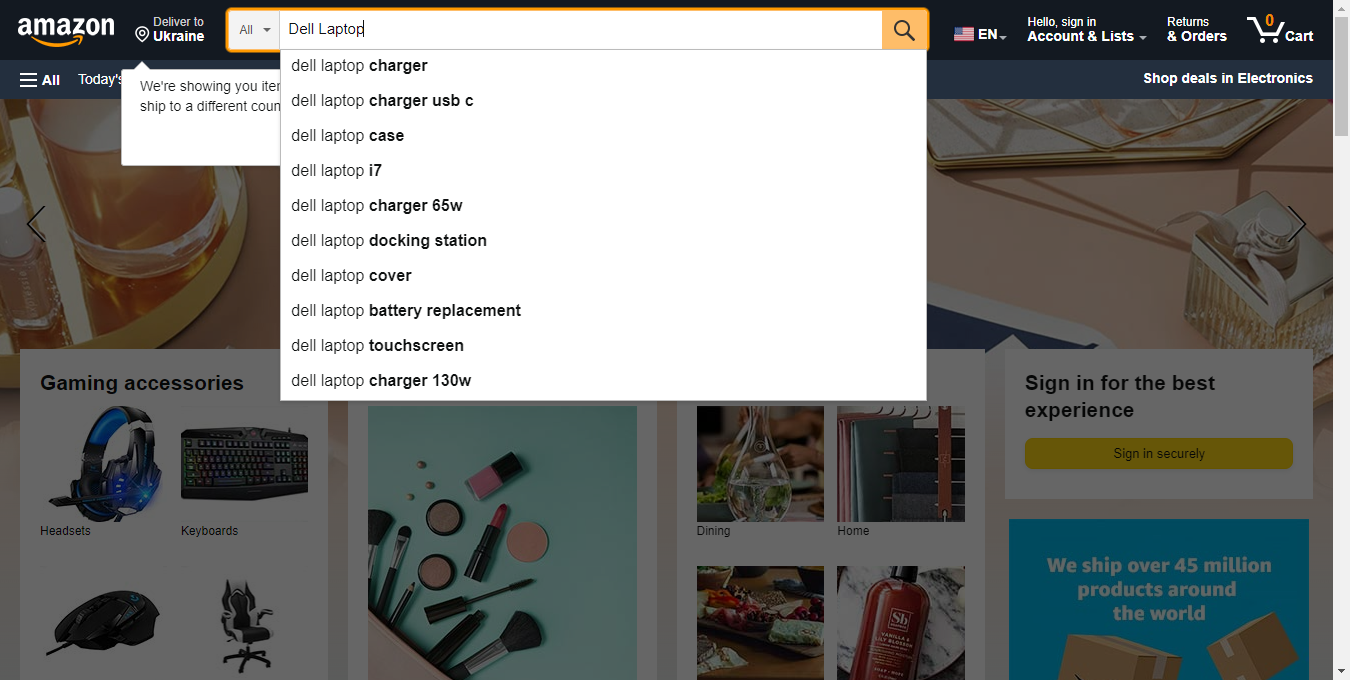 amazon
Deliver to
Ukraine
All
Dell Laptop
EN
Hello, sign in
Account & Lists
Returns
& Orders
0
Cart
All
Today's
Shop deals in Electronics
We're showing you iter
ship to a different coun
dell laptop charger
dell laptop charger usb c
dell laptop case
dell laptop i7
dell laptop charger 65w
dell laptop docking station
dell laptop cover
dell laptop battery replacement
dell laptop touchscreen
dell laptop charger 130w
Gaming accessories
Headsets
Keyboards
Dining
Home
Sign in for the best
experience
Sign in securely
We ship over 45 million
products around
the world
Sb
VANILLA &
LILY BLOSSOM